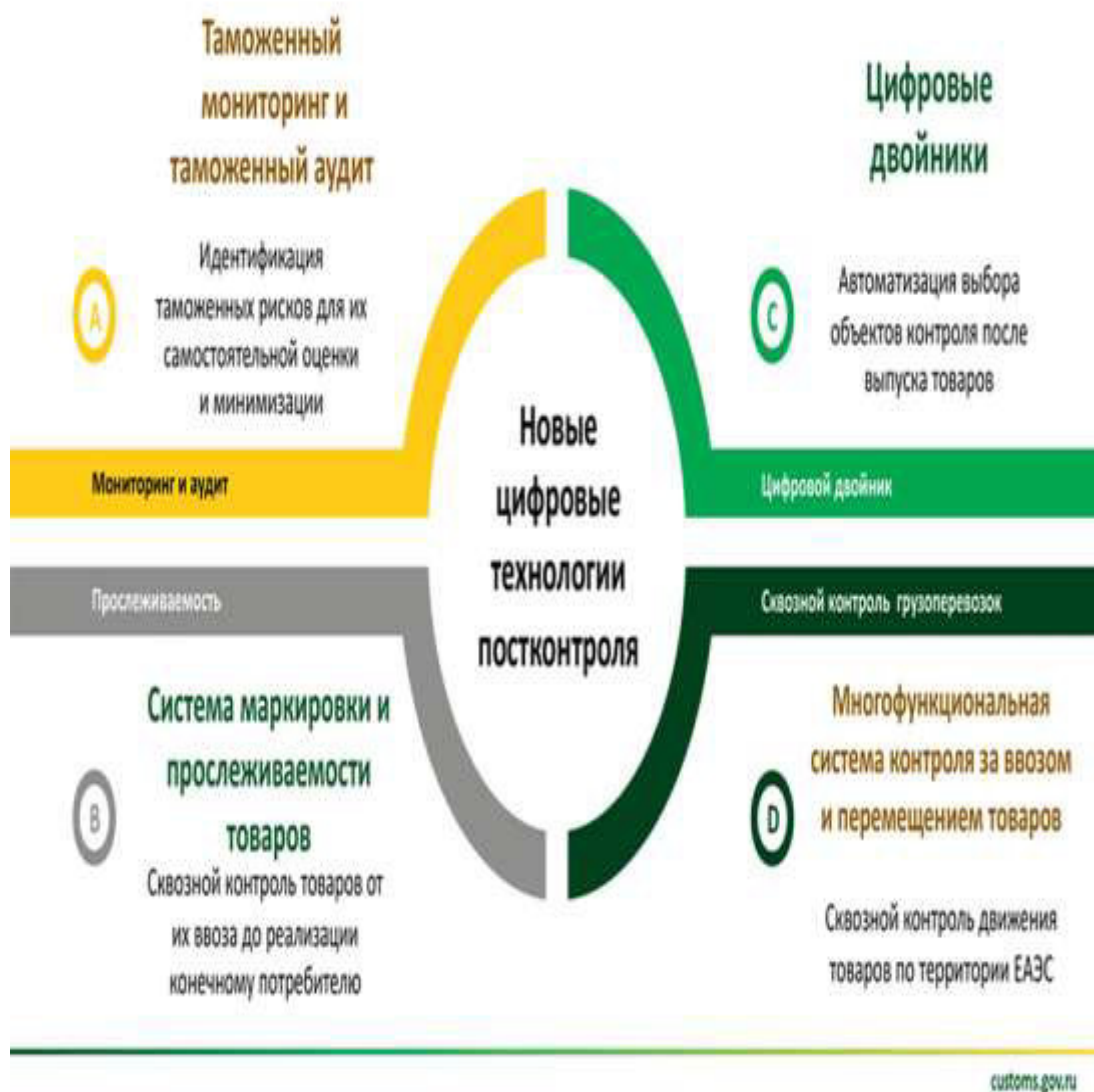 Таможенный
мониторинг и
таможенный аудит
A
Идентификация
таможенных рисков для их
самостоятельной оценки
и минимизации
Мониторинг и аудит
Прослеживаемость
B
Система маркировки и
прослеживаемости
товаров
Сквозной контроль товаров от
их ввоза до реализации
конечному потребителю
Новые
цифровые
технологии
постконтроля
Цифровые
двойники
C
Автоматизация выбора
объектов контроля после
выпуска товаров
Цифровой двойник
Сквозной контроль грузоперевозок
D
Многофункциональная
система контроля за ввозом
и перемещением товаров
Сквозной контроль движения
товаров по территории ЕАЭС
customs.gov.ru